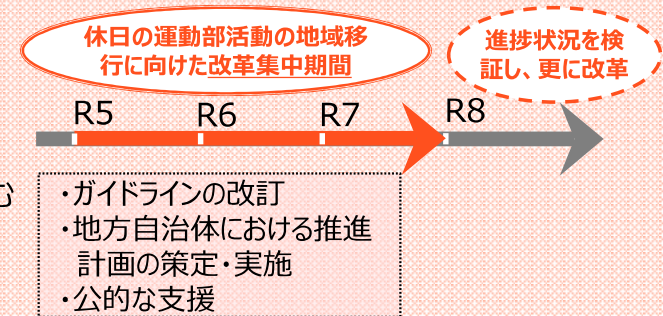 休日の運動部活動の地域移
行に向けた改革集中期間
進捗状況を検
証し、更に改革
R5 R6 R7 R8
む
・ガイドラインの改訂
・地方自治体における推進
計画の策定・実施
・公的な支援